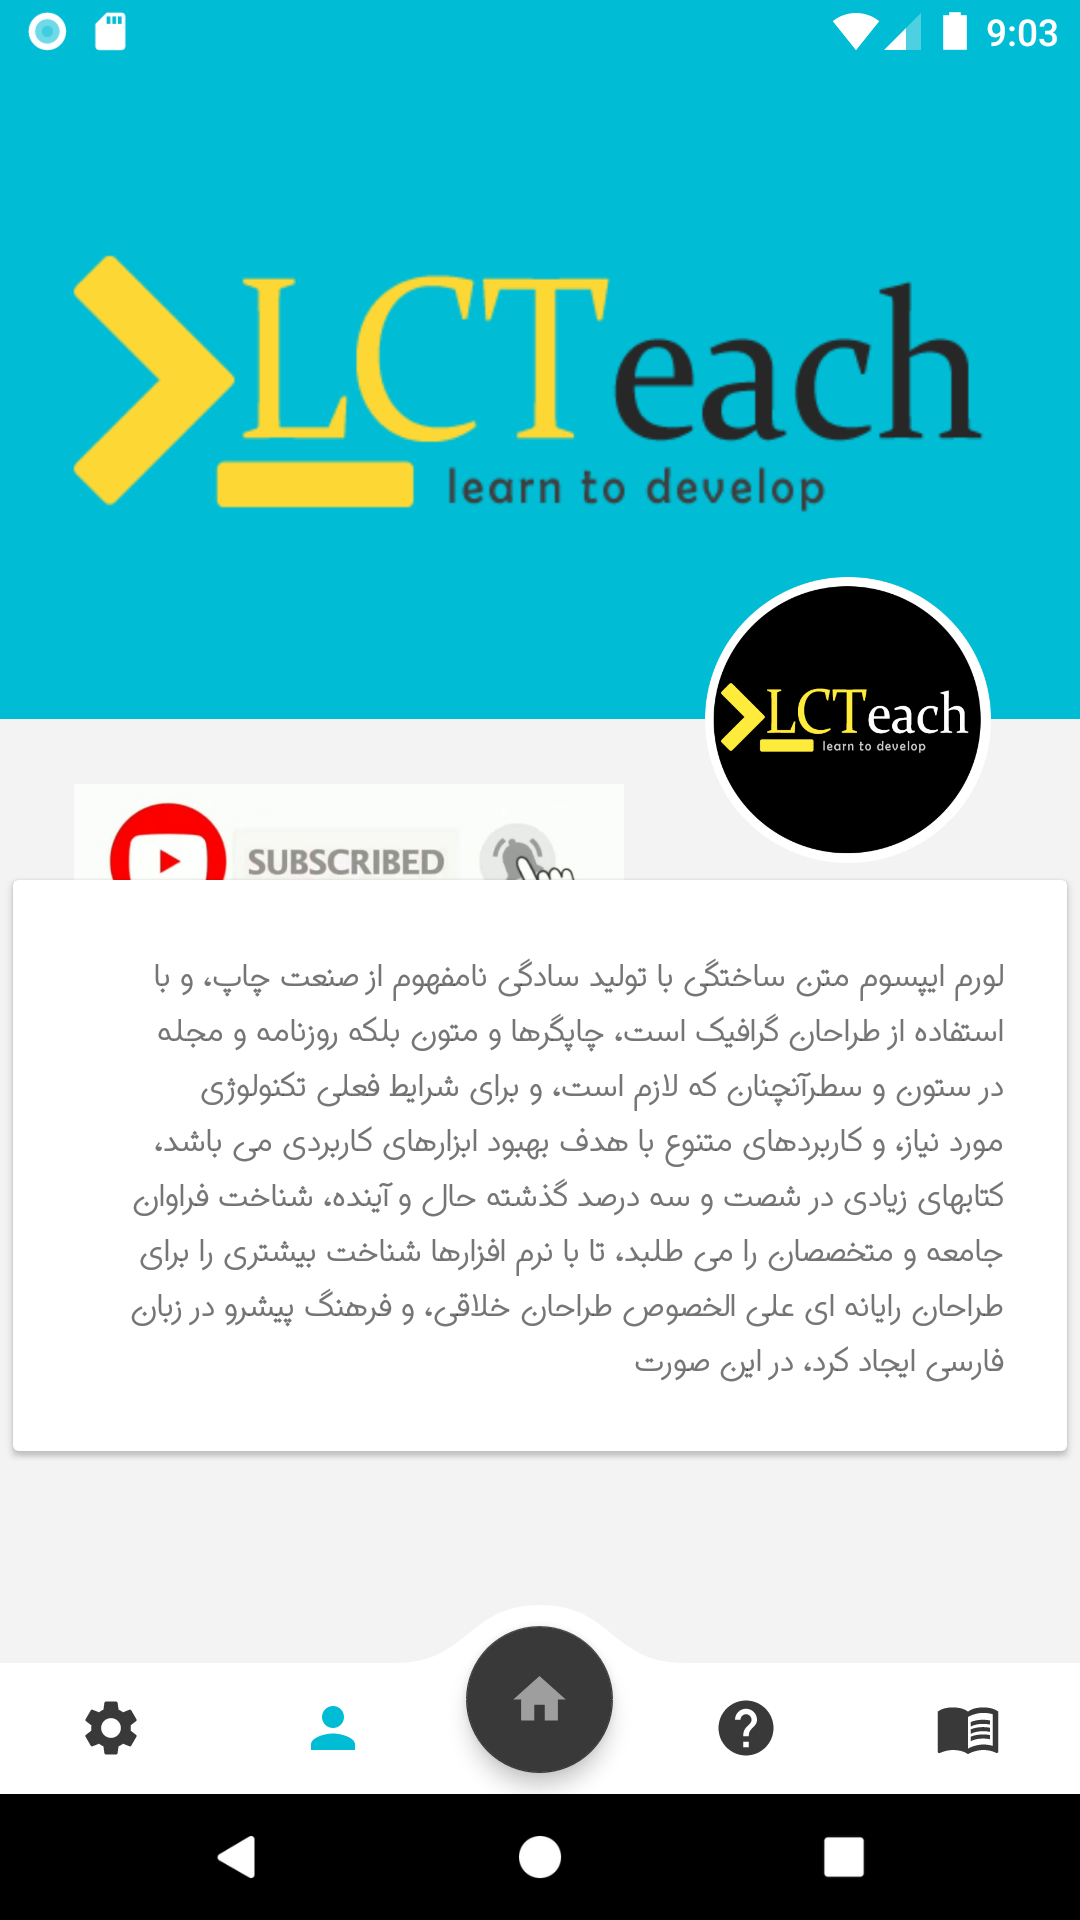 9:03
LCTeach
learn to develop
LCTeach
learn to develop
SUBSCRIBED
لورم ایپسوم متن ساختگی با تولید سادگی نامفهوم از صنعت چاپ، و با
استفاده از طراحان گرافیک است، چاپگرها و متون بلکه روزنامه و مجله
در ستون و سطرآنچنان که لازم است، و برای شرایط فعلی تکنولوژی
مورد نیاز، و کاربردهای متنوع با هدف بهبود ابزارهای کاربردی می باشد،
کتابهای زیادی در شصت و سه درصد گذشته حال و آینده، شناخت فراوان
جامعه و متخصصان را می طلبد، تا با نرم افزارها شناخت بیشتری را برای
طراحان رایانه ای علی الخصوص طراحان خلاقی، و فرهنگ پیشرو در زبان
فارسی ایجاد کرد، در این صورت